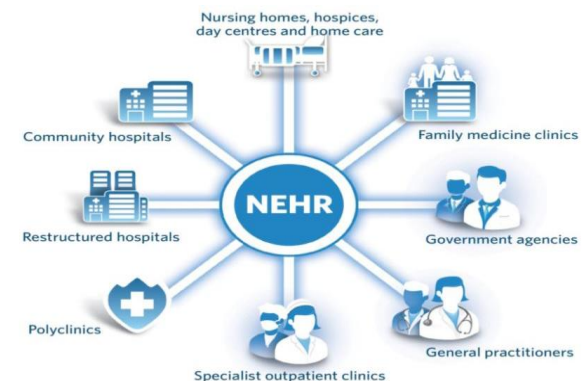 Nursing homes, hospices,
day centres and home care
Community hospitals
Family medicine clinics
NEHR
Restructured hospitals
Government agencies
Polyclinics
General practitioners
Specialist outpatient clinics